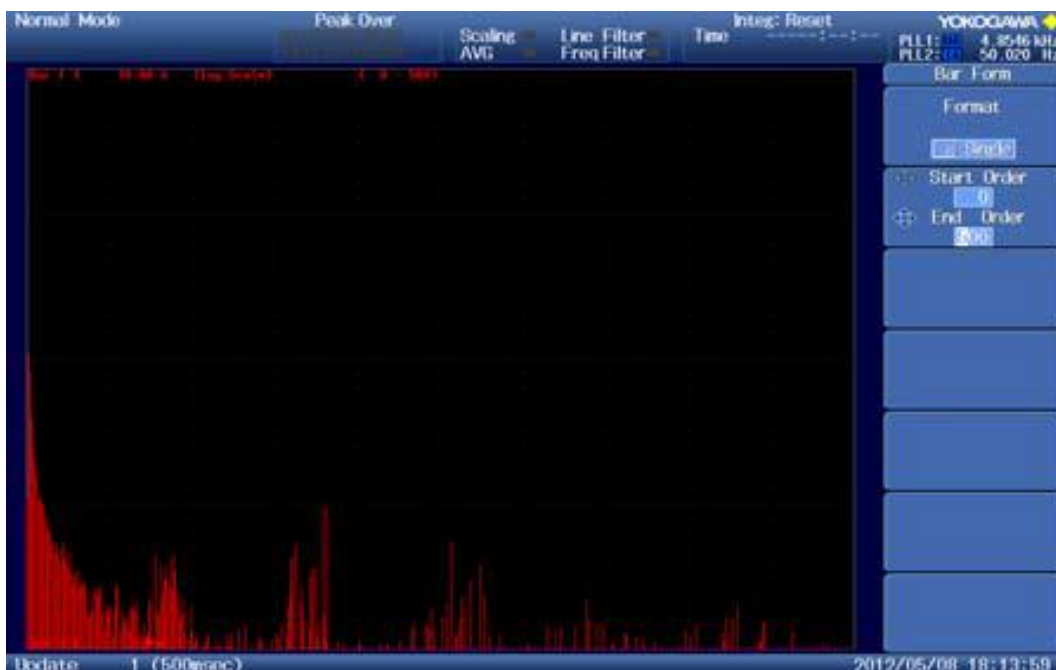 Normal Mode
Peak Over
Scaling
AVG
Line Filter
Freq Filter
Integ: Reset
Time -----:--:--
YOKOGAWA
PLL1: 4.8546 kHz
PLL2: 50.020 Hz
Bar Form
Format
Single
Start Order
0
End Order
500
Update 1 (500msec)
2012/05/08 18:13:58